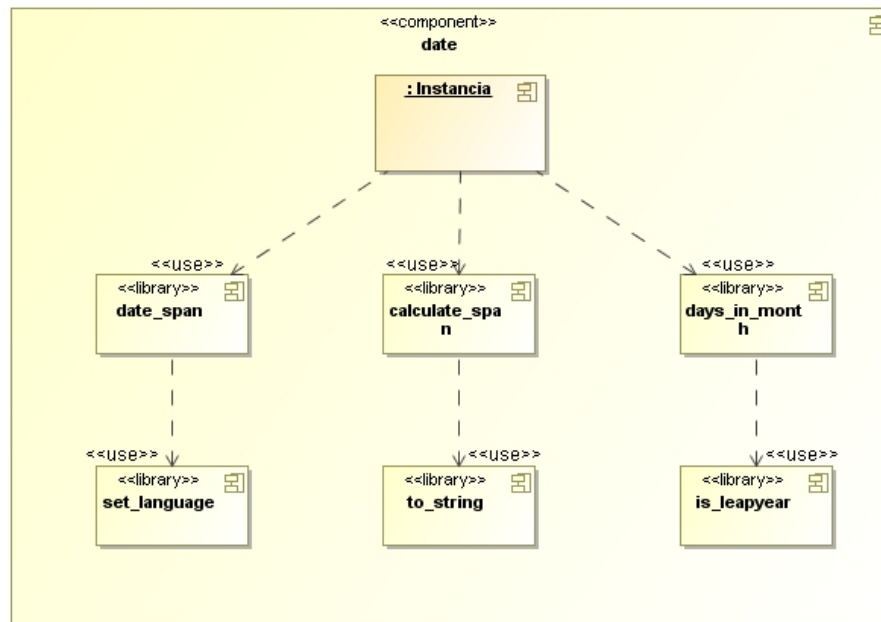 <<component>>
date
: Instancia
<<use>>
<<use>>
<<use>>
<<library>>
date_span
<<library>>
calculate_spa
n
<<library>>
days_in_mont
h
<<use>>
<<use>>
<<use>>
<<library>>
set_language
<<library>>
to_string
<<library>>
is_leapyear